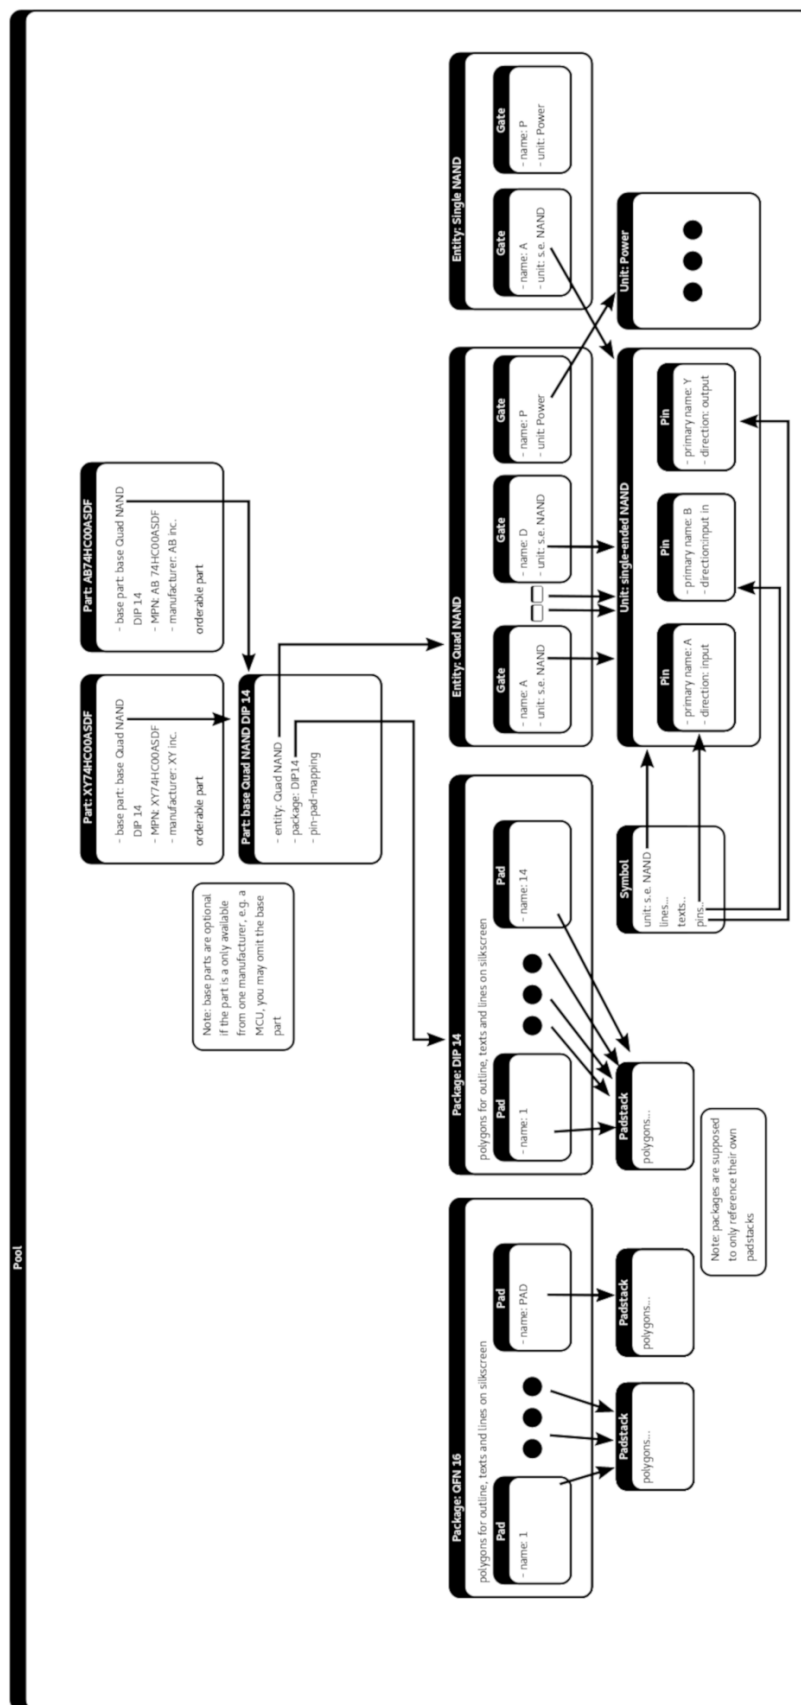 Pool
Part: XY74HC00ASDF
- base part: base Quad NAND
DIP 14
- MPN: XY74HC00ASDF
- manufacturer: XY inc.
orderable part
Part: AB74HC00ASDF
- base part: base Quad NAND
DIP 14
- MPN: AB 74HC00ASDF
- manufacturer: AB inc.
orderable part
Note: base parts are optional
if the part is a only available
from one manufacturer, e.g. a
MCU, you may omit the base
part
Part: base Quad NAND DIP 14
- entity: Quad NAND
- package: DIP14
- pin-pad-mapping
Package: QFN 16
polygons for outline, texts and lines on silkscreen
Pad
- name: 1
Pad
- name: PAD
Package: DIP 14
polygons for outline, texts and lines on silkscreen
Pad
- name: 1
Pad
- name: 14
Entity: Quad NAND
Gate
- name: A
- unit: s.e. NAND
Gate
- name: D
- unit: s.e. NAND
Gate
- name: P
- unit: Power
Entity: Single NAND
Gate
- name: A
- unit: s.e. NAND
Gate
- name: P
- unit: Power
Padstack
polygons...
Padstack
polygons...
Padstack
polygons...
Note: packages are supposed
to only reference their own
padstacks
Symbol
unit: s.e. NAND
lines...
texts..
pins..
Unit: single-ended NAND
Pin
- primary name: A
- direction: input
Pin
- primary name: B
- direction:input in
Pin
- primary name: Y
- direction: output
Unit: Power